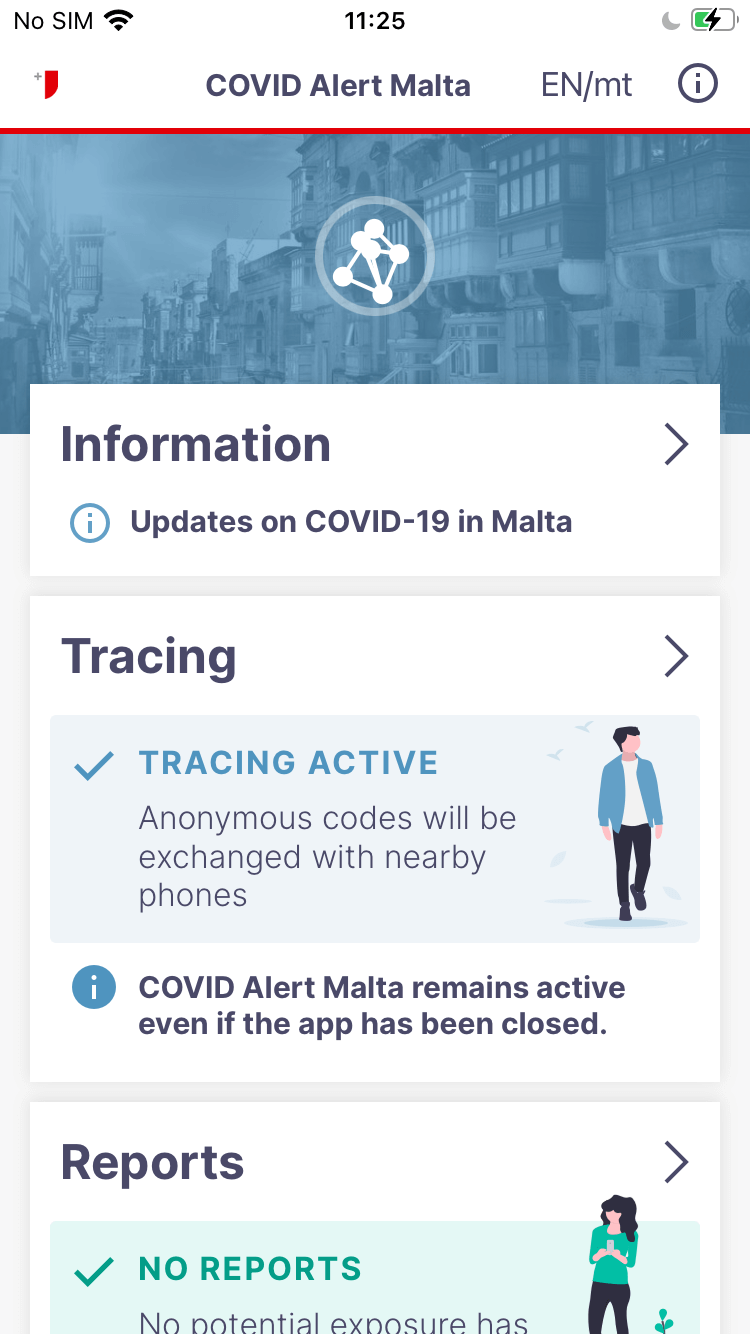 No SIM 11:25
COVID Alert Malta EN/mt
Information
Updates on COVID-19 in Malta
Tracing
TRACING ACTIVE
Anonymous codes will be
exchanged with nearby
phones
COVID Alert Malta remains active
even if the app has been closed.
Reports
NO REPORTS
No potential exposure has